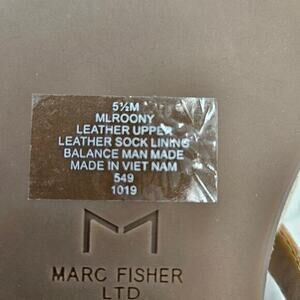 5½M
MLROONY
LEATHER UPPER
LEATHER SOCK LINING
BALANCE MAN MADE
MADE IN VIET NAM
549
1019
MARC FISHER
LTD